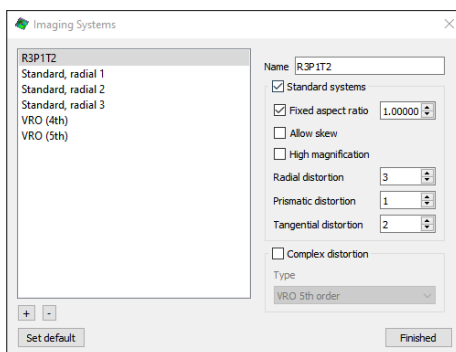 Imaging Systems
R3P1T2
Standard, radial 1
Standard, radial 2
Standard, radial 3
VRO (4th)
VRO (5th)
+ -
Set default
Name R3P1T2
Standard systems
Fixed aspect ratio 1.00000
Allow skew
High magnification
Radial distortion 3
Prismatic distortion 1
Tangential distortion 2
Complex distortion
Type
VRO 5th order
Finished